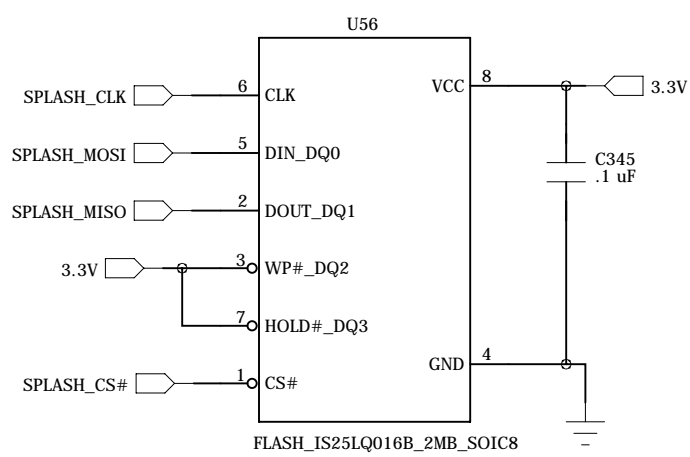 U56
SPLASH_CLK 6 CLK VCC 8 3.3V
SPLASH_MOSI 5 DIN_DQ0
C345
.1 uF
SPLASH_MISO 2 DOUT_DQ1
3.3V 3 WP#_DQ2
7 HOLD#_DQ3
GND 4
SPLASH_CS# 1 CS#
FLASH_IS25LQ016B_2MB_SOIC8